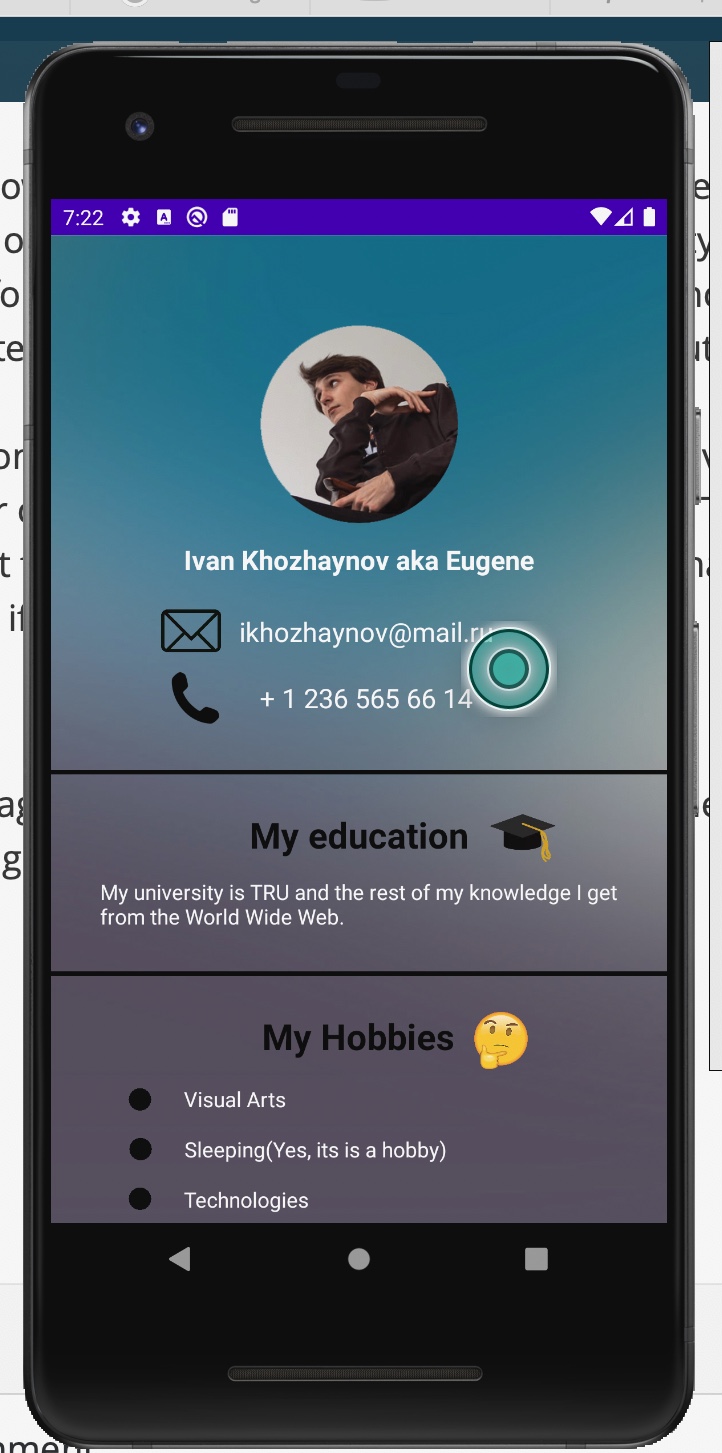 7:22
Ivan Khozhaynov aka Eugene
ikhozhaynov@mail.ru
+ 1 236 565 66 14
My education
My university is TRU and the rest of my knowledge I get
from the World Wide Web.
My Hobbies
Visual Arts
Sleeping(Yes, its is a hobby)
Technologies